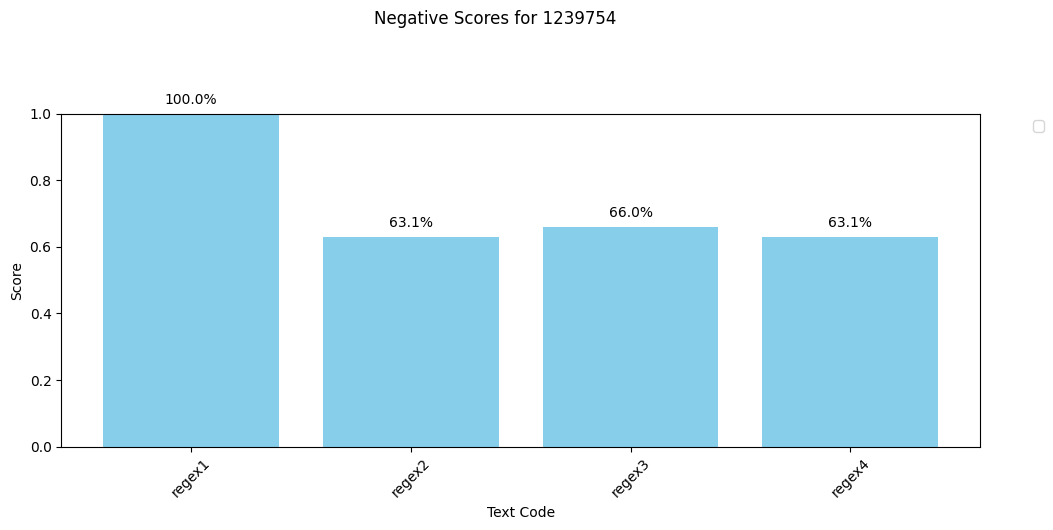 Negative Scores for 1239754
100.0%
63.1%
66.0%
63.1%
1.0
0.8
0.6
0.4
0.2
0.0
Score
regex1
regex2
regex3
regex4
Text Code